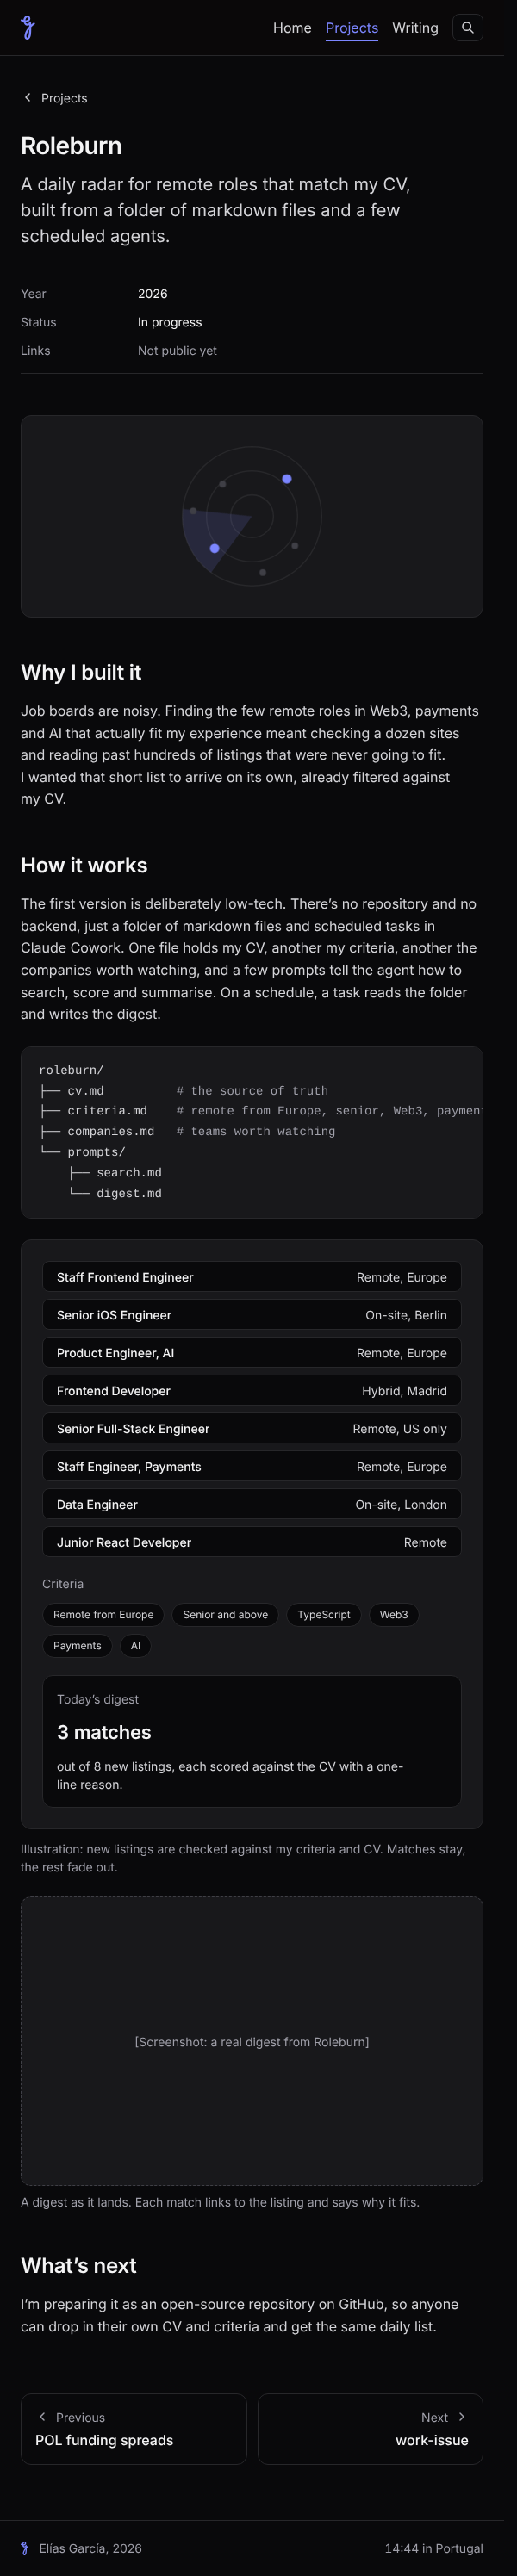 Home Projects Writing
Projects
Roleburn
A daily radar for remote roles that match my CV,
built from a folder of markdown files and a few
scheduled agents.
Year 2026
Status In progress
Links Not public yet
Why I built it
Job boards are noisy. Finding the few remote roles in Web3, payments
and AI that actually fit my experience meant checking a dozen sites
and reading past hundreds of listings that were never going to fit.
I wanted that short list to arrive on its own, already filtered against
my CV.
How it works
The first version is deliberately low-tech. There’s no repository and no
backend, just a folder of markdown files and scheduled tasks in
Claude Cowork. One file holds my CV, another my criteria, another the
companies worth watching, and a few prompts tell the agent how to
search, score and summarise. On a schedule, a task reads the folder
and writes the digest.
roleburn/
├── cv.md # the source of truth
├── criteria.md # remote from Europe, senior, Web3, paymen
├── companies.md # teams worth watching
└── prompts/
├── search.md
└── digest.md
Staff Frontend Engineer Remote, Europe
Senior iOS Engineer On-site, Berlin
Product Engineer, AI Remote, Europe
Frontend Developer Hybrid, Madrid
Senior Full-Stack Engineer Remote, US only
Staff Engineer, Payments Remote, Europe
Data Engineer On-site, London
Junior React Developer Remote
Criteria
Remote from Europe Senior and above TypeScript Web3
Payments AI
Today’s digest
3 matches
out of 8 new listings, each scored against the CV with a one-
line reason.
Illustration: new listings are checked against my criteria and CV. Matches stay,
the rest fade out.
[Screenshot: a real digest from Roleburn]
A digest as it lands. Each match links to the listing and says why it fits.
What’s next
I’m preparing it as an open-source repository on GitHub, so anyone
can drop in their own CV and criteria and get the same daily list.
Previous
POL funding spreads
Next
work-issue
Elías García, 2026 14:44 in Portugal